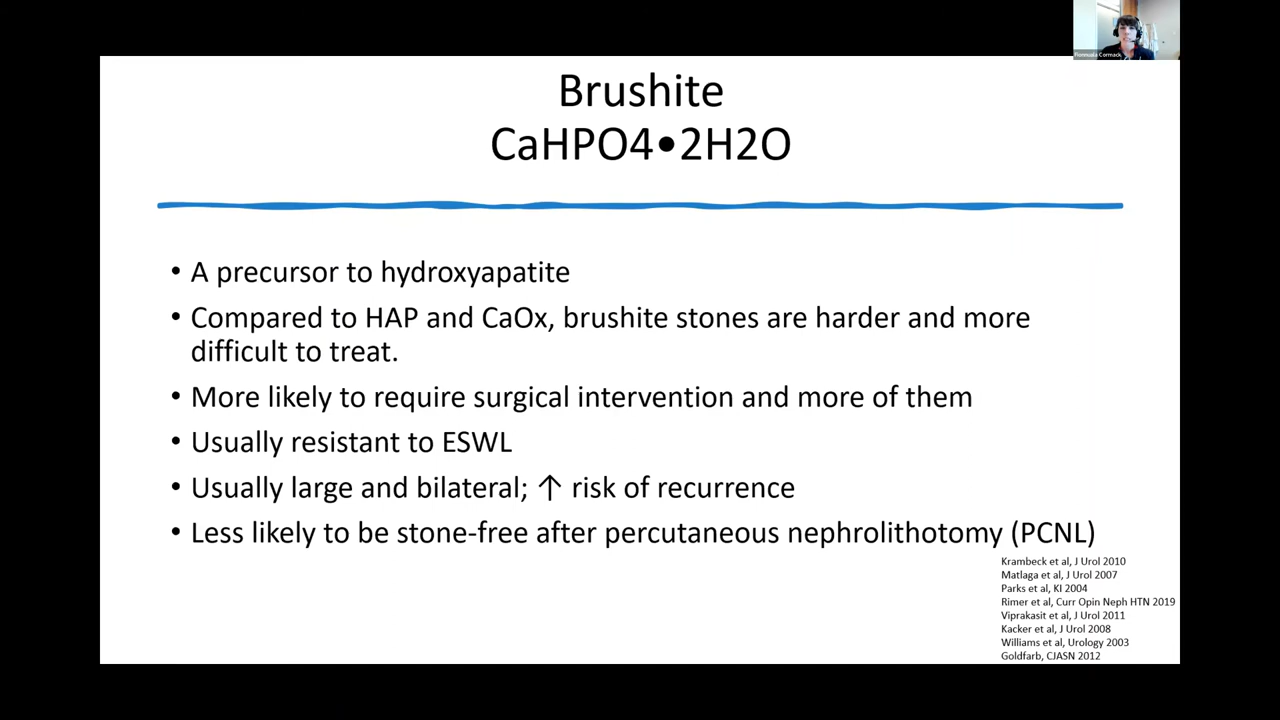 Fionnuala Cormack
Brushite
CaHPO4•2H2O
• A precursor to hydroxyapatite
• Compared to HAP and CaOx, brushite stones are harder and more
difficult to treat.
• More likely to require surgical intervention and more of them
• Usually resistant to ESWL
• Usually large and bilateral; ↑ risk of recurrence
• Less likely to be stone-free after percutaneous nephrolithotomy (PCNL)
Krambeck et al, J Urol 2010
Matlaga et al, J Urol 2007
Parks et al, KI 2004
Rimer et al, Curr Opin Neph HTN 2019
Viprakasit et al, J Urol 2011
Kacker et al, J Urol 2008
Williams et al, Urology 2003
Goldfarb, CJASN 2012